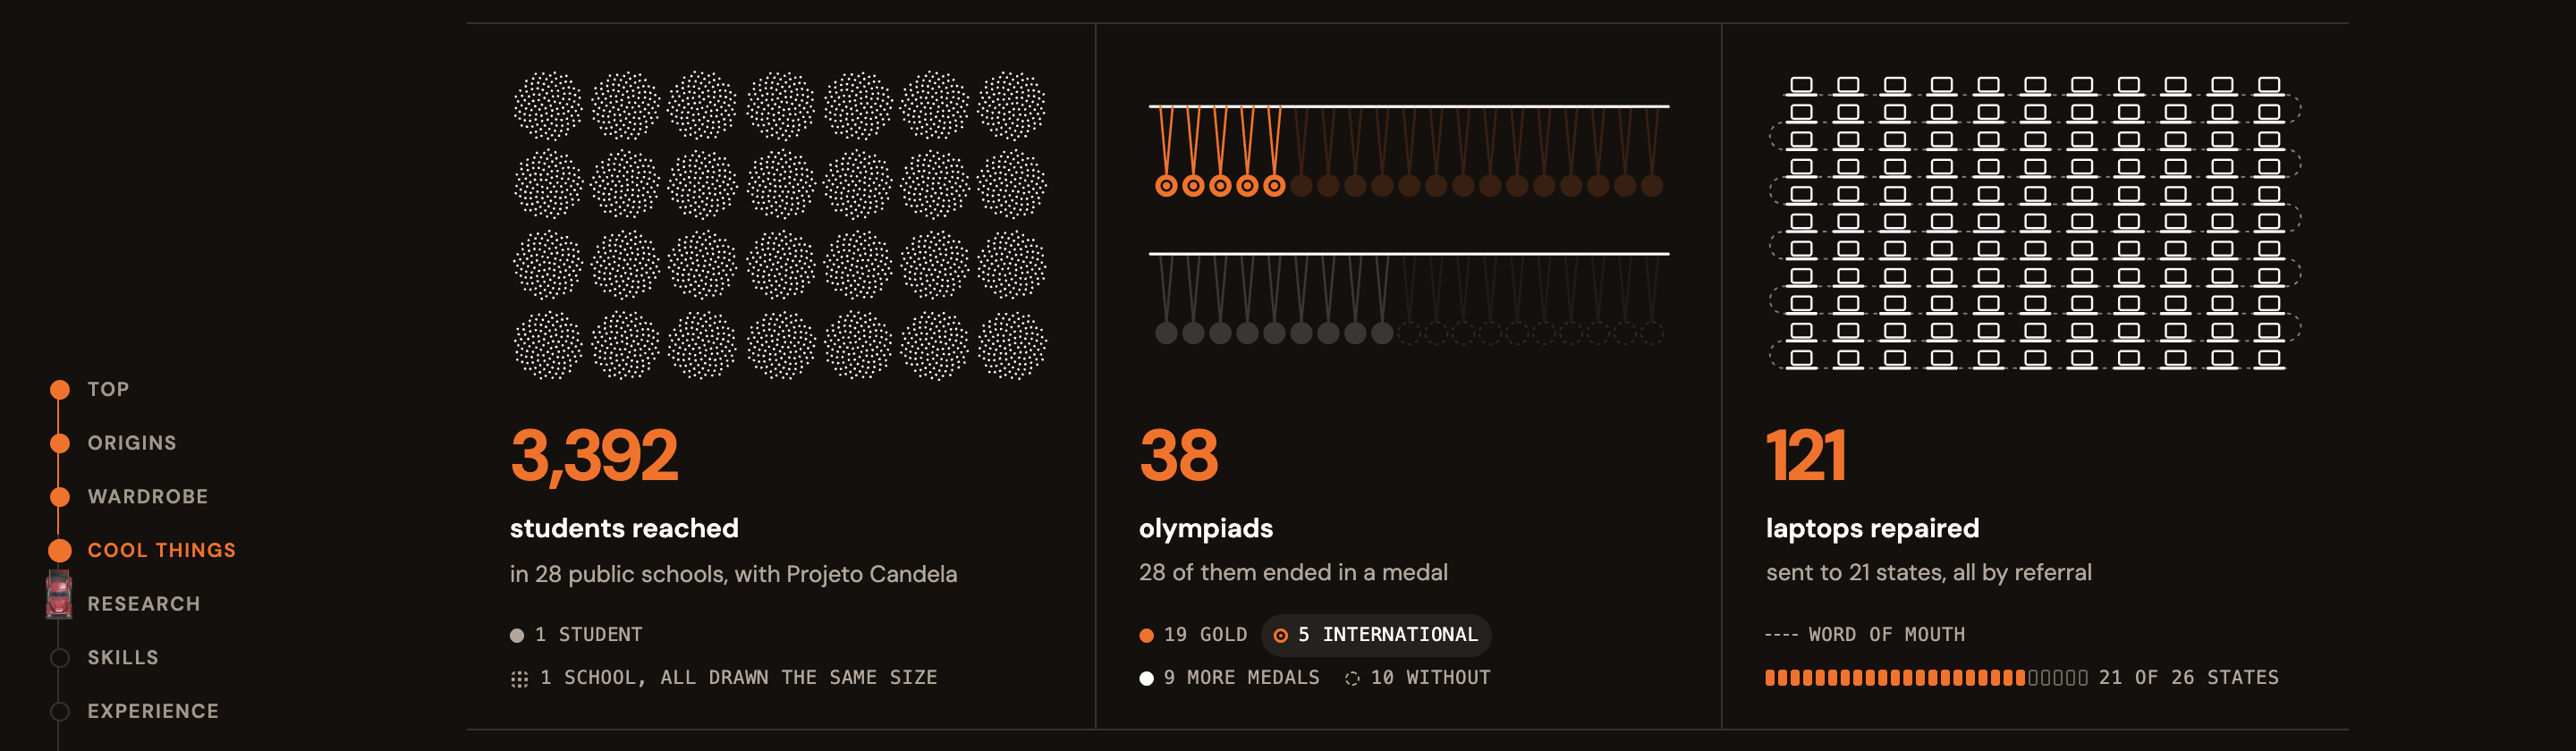 TOP
ORIGINS
WARDROBE
COOL THINGS
RESEARCH
SKILLS
EXPERIENCE
3,392
students reached
in 28 public schools, with Projeto Candela
1 STUDENT
1 SCHOOL, ALL DRAWN THE SAME SIZE
38
olympiads
28 of them ended in a medal
19 GOLD 5 INTERNATIONAL
9 MORE MEDALS 10 WITHOUT
121
laptops repaired
sent to 21 states, all by referral
WORD OF MOUTH
21 OF 26 STATES